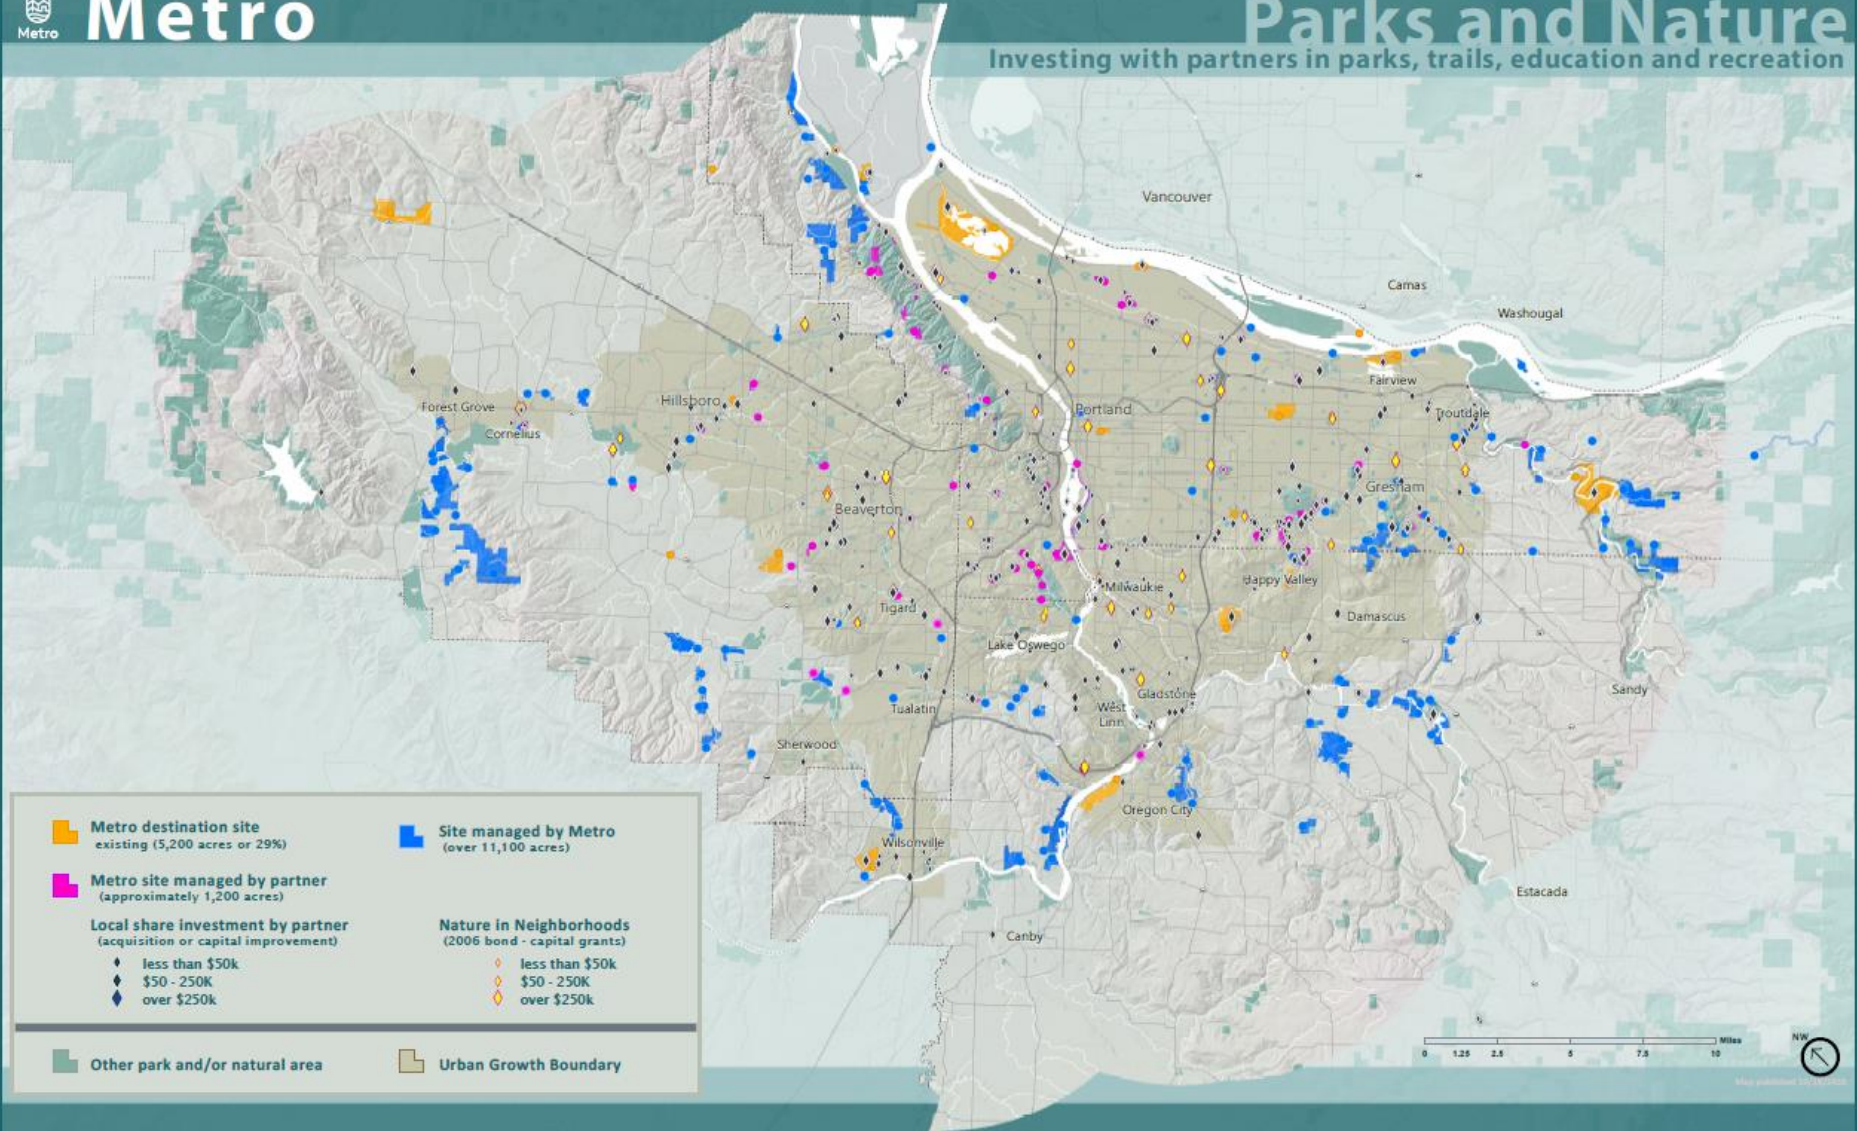 Metro
Metro
Parks and Nature
Investing with partners in parks, trails, education and recreation
Vancouver
Camas
Washougal
Fairview
Forest Grove
Hillsboro
Portland
Troutdale
Cornelius
Gresham
Beaverton
Milwaukie
Happy Valley
Tigard
Damascus
Lake Oswego
Sandy
Gladstone
Tualatin
West
Linn
Sherwood
Oregon City
Wilsonville
Estacada
Canby
Metro destination site
existing (5,200 acres or 29%)
Site managed by Metro
(over 11,100 acres)
Metro site managed by partner
(approximately 1,200 acres)
Local share investment by partner
(acquisition or capital improvement)
less than $50k
$50 - 250K
over $250k
Nature in Neighborhoods
(2006 bond - capital grants)
less than $50k
$50 - 250K
over $250k
Other park and/or natural area
Urban Growth Boundary
Miles
0 1.25 2.5 5 7.5 10
NW
Map published